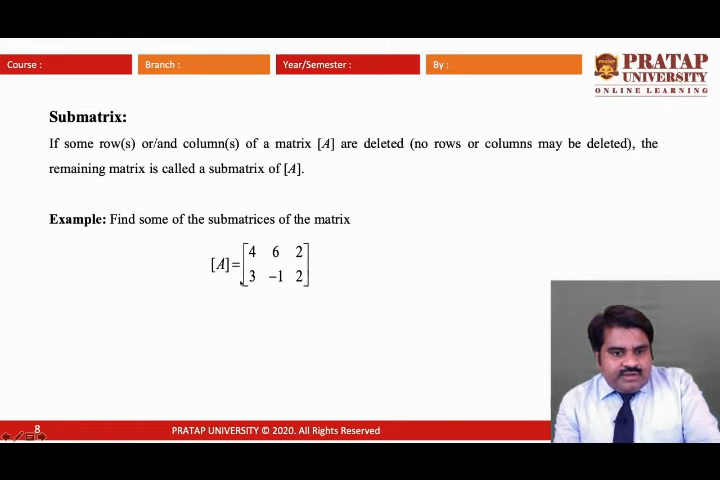 Course :
Branch :
Year/Semester :
By :
PRATAP
UNIVERSITY
ONLINE LEARNING
Submatrix:
If some row(s) or/and column(s) of a matrix [A] are deleted (no rows or columns may be deleted), the
remaining matrix is called a submatrix of [A].
Example: Find some of the submatrices of the matrix
[A]=
4 6 2
3 −1 2
8
PRATAP UNIVERSITY © 2020. All Rights Reserved